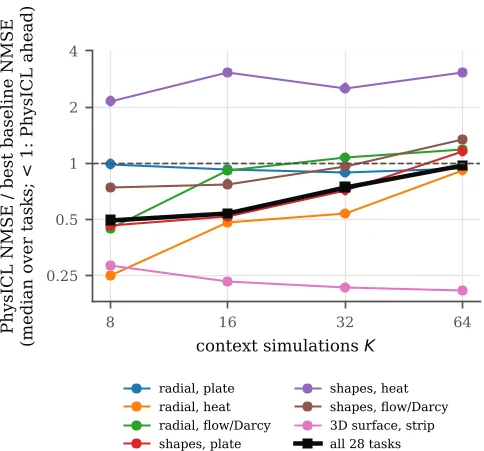 PhysICL NMSE / best baseline NMSE
(median over tasks; < 1: PhysICL ahead)
4
2
1
0.5
0.25
8 16 32 64
context simulations K
radial, plate
radial, heat
radial, flow/Darcy
shapes, plate
shapes, heat
shapes, flow/Darcy
3D surface, strip
all 28 tasks